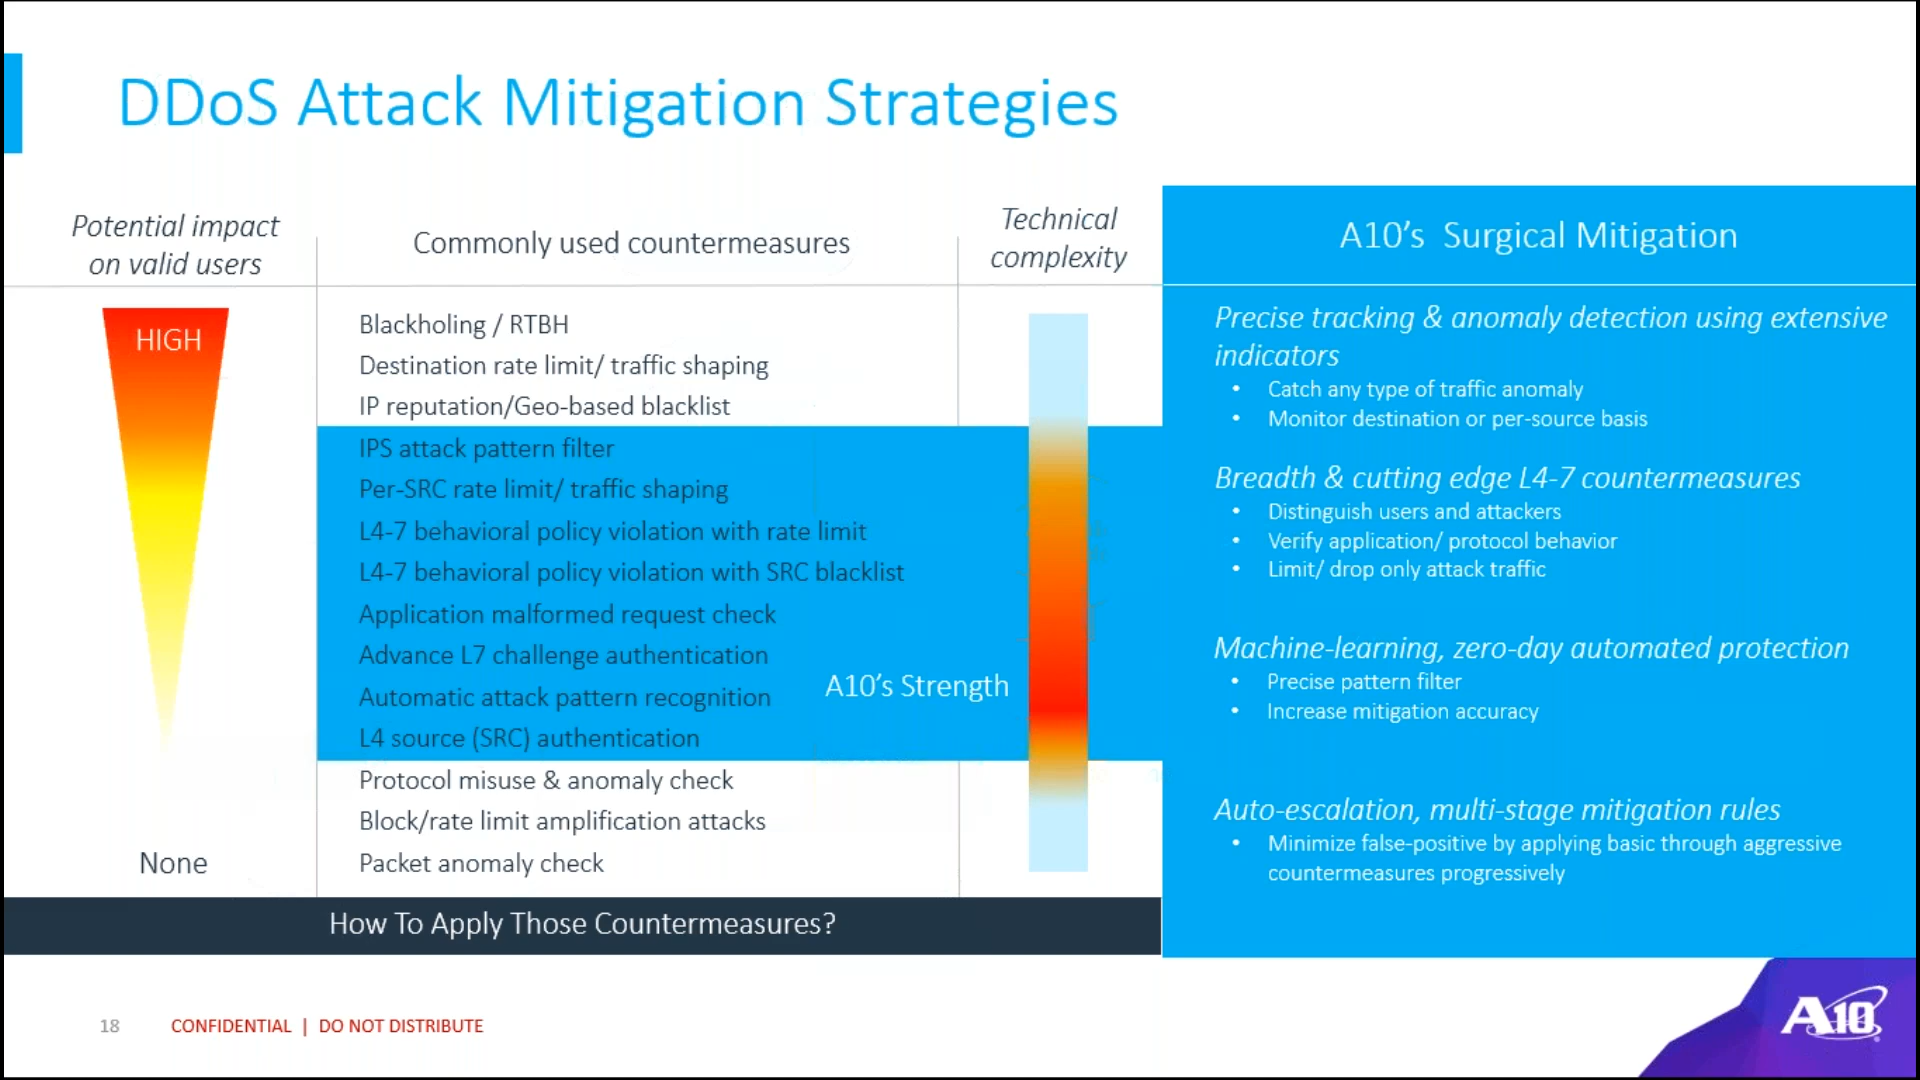 DDoS Attack Mitigation Strategies
Potential impact
on valid users
Commonly used countermeasures
Technical
complexity
A10’s Surgical Mitigation
HIGH
None
Blackholing / RTBH
Destination rate limit/ traffic shaping
IP reputation/Geo-based blacklist
IPS attack pattern filter
Per-SRC rate limit/ traffic shaping
L4-7 behavioral policy violation with rate limit
L4-7 behavioral policy violation with SRC blacklist
Application malformed request check
Advance L7 challenge authentication
Automatic attack pattern recognition
L4 source (SRC) authentication
Protocol misuse & anomaly check
Block/rate limit amplification attacks
Packet anomaly check
A10’s Strength
Precise tracking & anomaly detection using extensive
indicators
• Catch any type of traffic anomaly
• Monitor destination or per-source basis
Breadth & cutting edge L4-7 countermeasures
• Distinguish users and attackers
• Verify application/ protocol behavior
• Limit/ drop only attack traffic
Machine-learning, zero-day automated protection
• Precise pattern filter
• Increase mitigation accuracy
Auto-escalation, multi-stage mitigation rules
• Minimize false-positive by applying basic through aggressive
countermeasures progressively
How To Apply Those Countermeasures?
18 CONFIDENTIAL | DO NOT DISTRIBUTE
A10